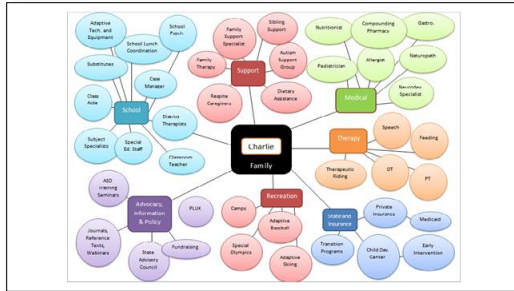 Adaptive
Tech. and
Equipment
School
Psych.
School Lunch
Coordination
Substitutes
Case
Manager
Class
Aide
School
District
Therapists
Subject
Specialists
Special
Ed. Staff
Classroom
Teacher
Family
Support
Specialist
Sibling
Support
Family
Therapy
Support
Autism
Support
Group
Respite
Caregivers
Dietary
Assistance
Nutritionist
Compounding
Pharmacy
Gastro.
Pediatrician
Allergist
Naturopath
Medical
Specialist
Charlie
Family
Therapy
Speech
Feeding
Therapeutic
Riding
OT
PT
ASD
Training
Seminars
Advocacy,
Information
& Policy
PLUK
Journals,
Reference
Texts,
Webinars
State
Advisory
Council
Fundraising
Recreation
Camps
Adaptive
Baseball
Special
Olympics
Adaptive
Skiing
State and
Insurance
Private
Insurance
Medicaid
Transition
Programs
Child Dev.
Center
Early
Intervention